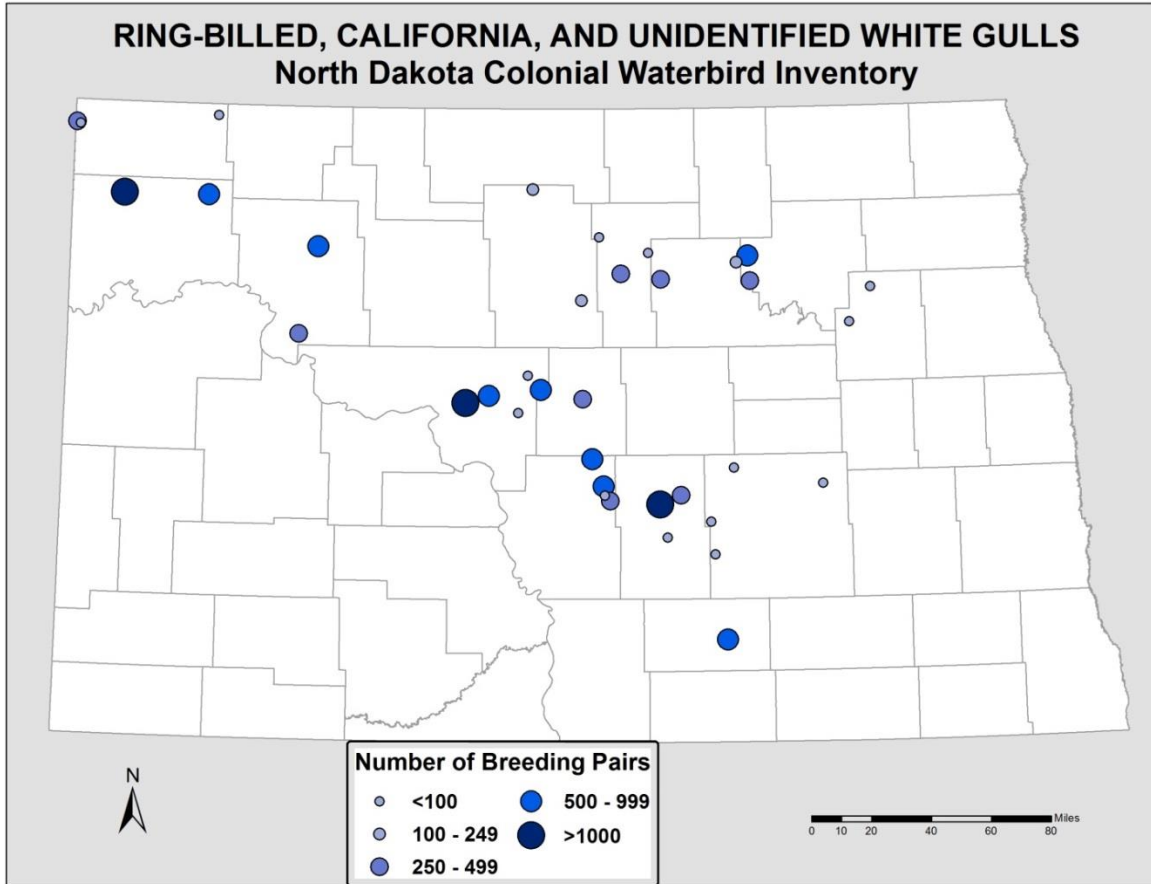 RING-BILLED, CALIFORNIA, AND UNIDENTIFIED WHITE GULLS
North Dakota Colonial Waterbird Inventory
N
Number of Breeding Pairs
<100
100 - 249
250 - 499
500 - 999
>1000
Miles
0 10 20 40 60 80